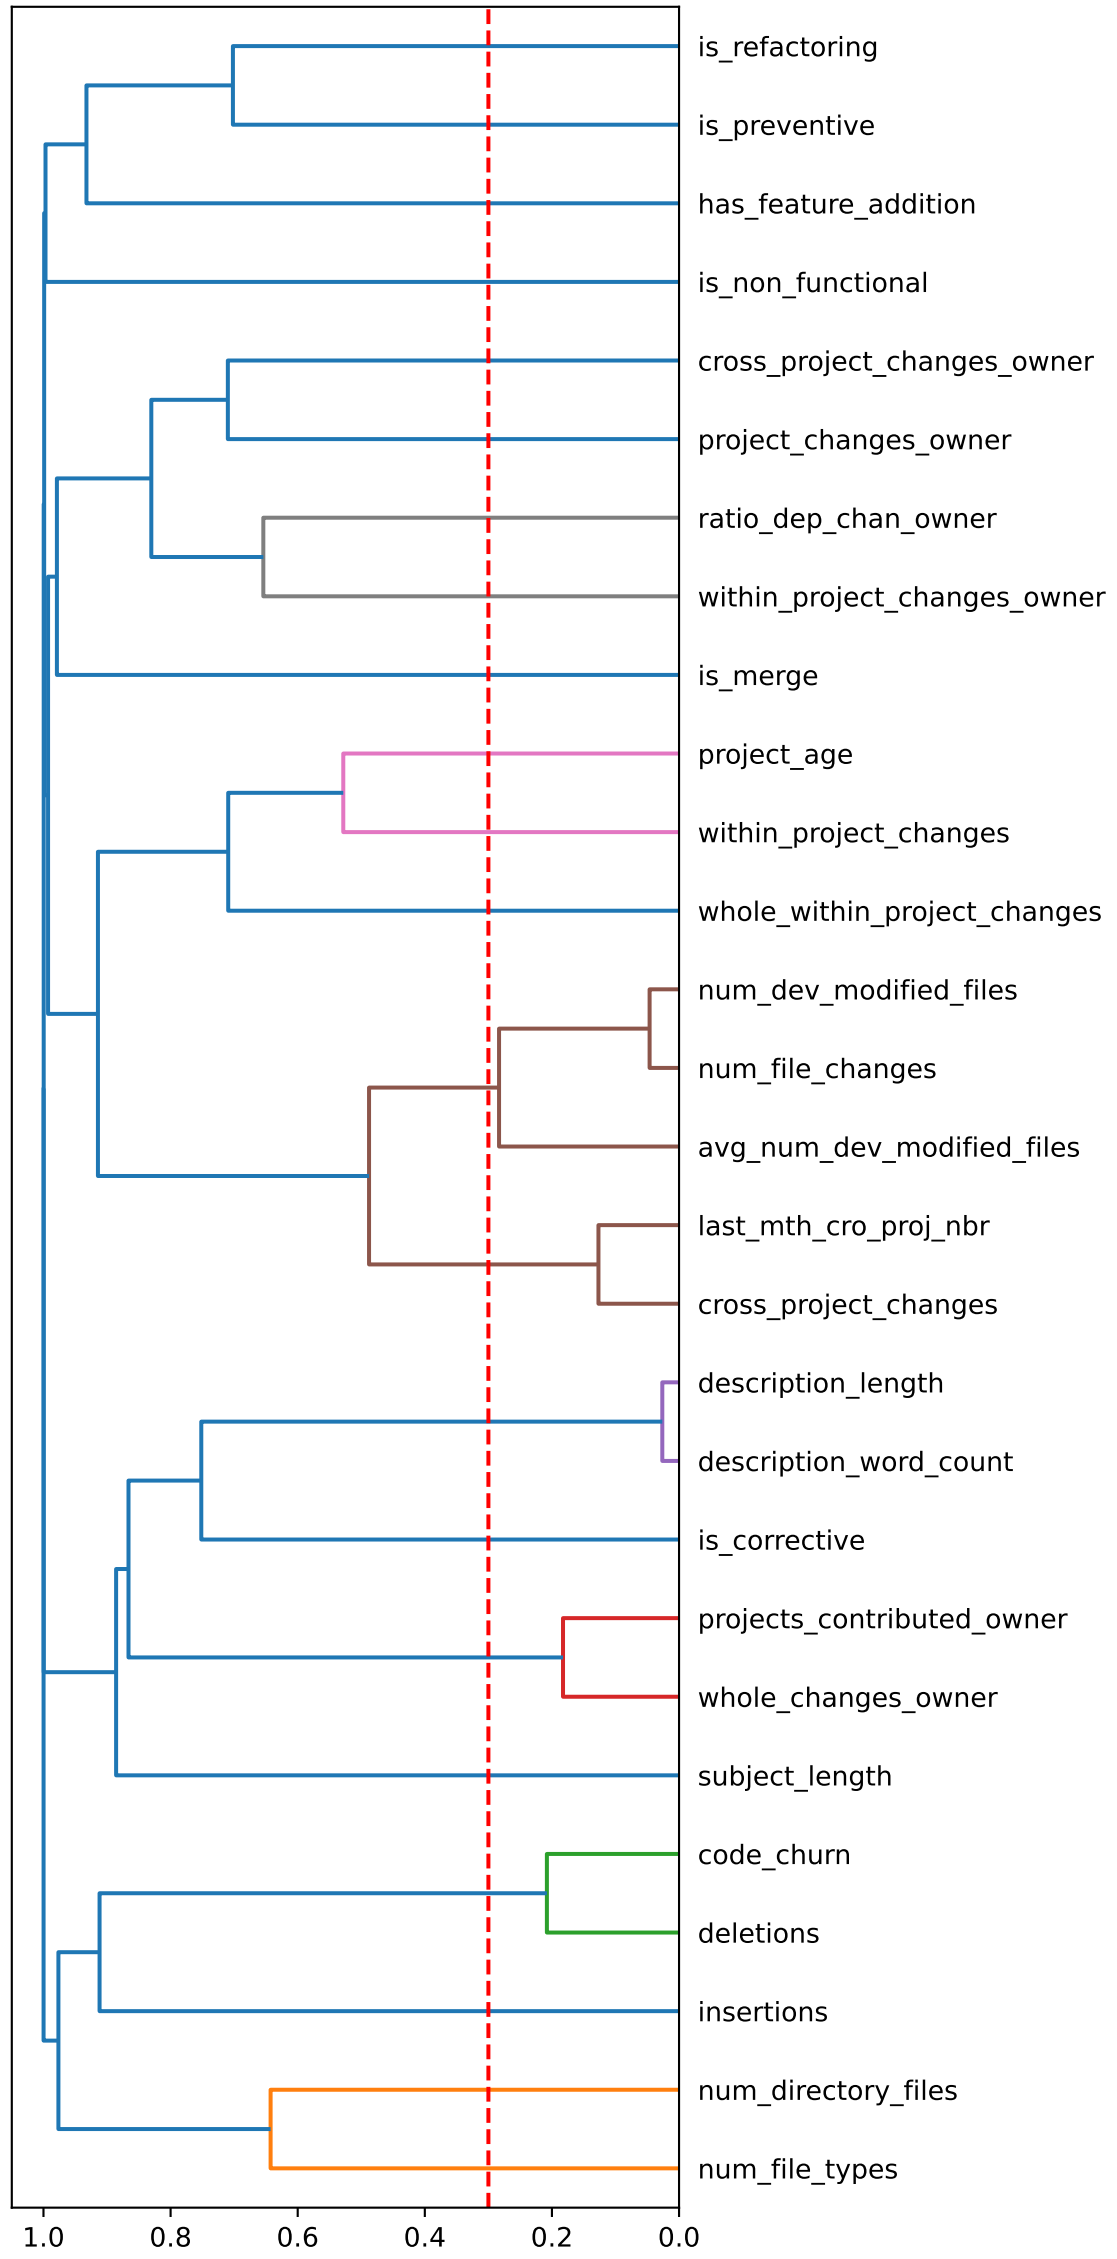 is_refactoring
is_preventive
has_feature_addition
is_non_functional
cross_project_changes_owner
project_changes_owner
ratio_dep_chan_owner
within_project_changes_owner
is_merge
project_age
within_project_changes
whole_within_project_changes
num_dev_modified_files
num_file_changes
avg_num_dev_modified_files
last_mth_cro_proj_nbr
cross_project_changes
description_length
description_word_count
is_corrective
projects_contributed_owner
whole_changes_owner
subject_length
code_churn
deletions
insertions
num_directory_files
num_file_types
1.0 0.8 0.6 0.4 0.2 0.0